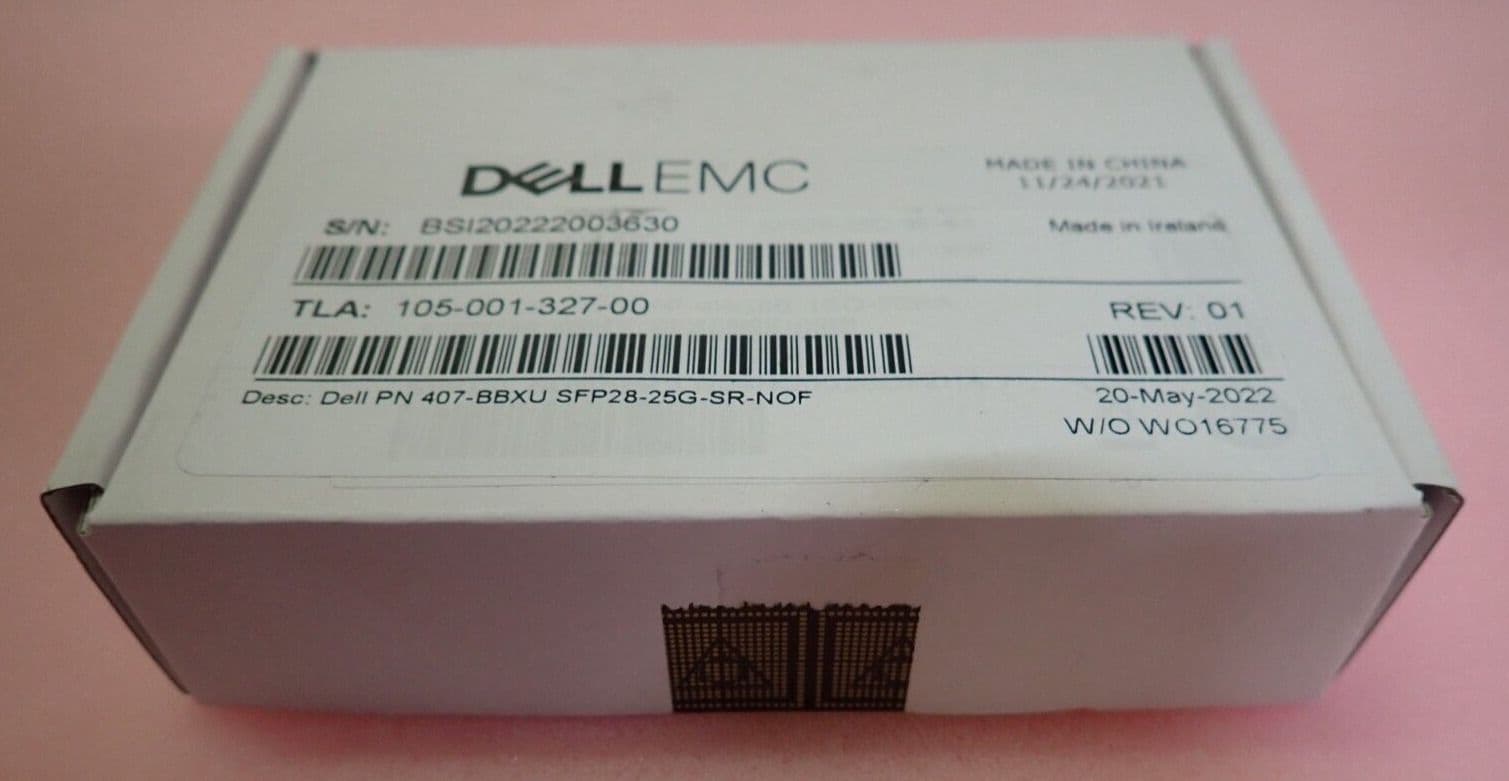 DELLEMC
MADE IN CHINA
11/24/2021
S/N: BSI20222003630
Made in Ireland
TLA: 105-001-327-00
REV: 01
Desc: Dell PN 407-BBXU SFP28-25G-SR-NOF
20-May-2022
W/O WO16775